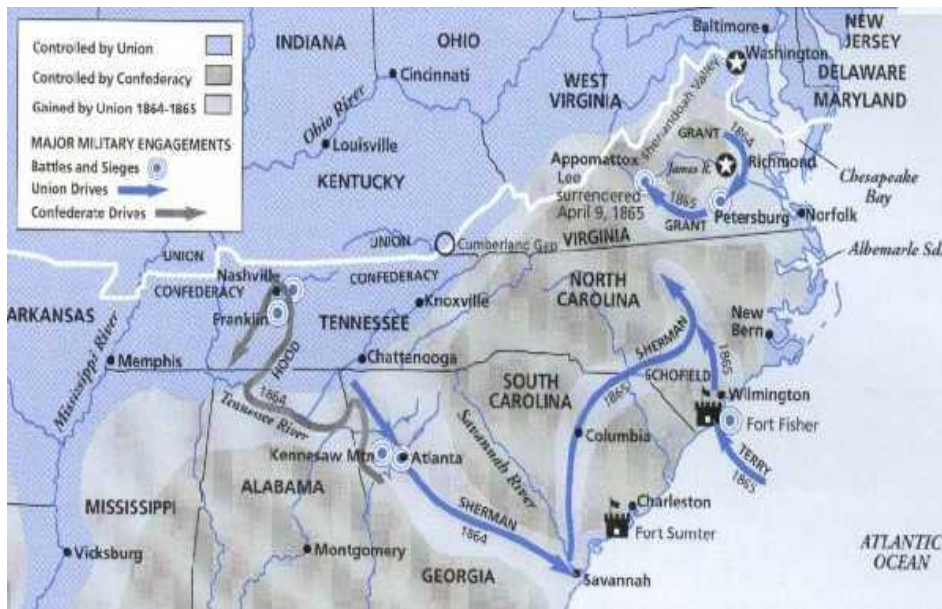 Controlled by Union
Controlled by Confederacy
Gained by Union 1864-1865
MAJOR MILITARY ENGAGEMENTS
Battles and Sieges
Union Drives
Confederate Drives
INDIANA
OHIO
Baltimore
NEW
JERSEY
Washington
DELAWARE
MARYLAND
Cincinnati
WEST
VIRGINIA
Shenandoah Valley
Ohio River
Louisville
KENTUCKY
GRANT
1864
Appomattox
Lee
surrendered
April 9, 1865
James R.
Richmond
Chesapeake
Bay
1865
GRANT
Petersburg
Norfolk
UNION
Cumberland Gap
VIRGINIA
Albemarle Sd.
UNION
CONFEDERACY
Nashville
CONFEDERACY
ARKANSAS
Franklin
TENNESSEE
Knoxville
NORTH
CAROLINA
New
Bern
Mississippi River
Memphis
HOOD
1864
Chattenooga
SHERMAN
1865
SCHOFIELD
1865
Wilmington
Fort Fisher
SOUTH
CAROLINA
Tennessee River
Savannah River
Columbia
Kennesaw Mtn
Atlanta
TERRY
1865
ALABAMA
MISSISSIPPI
SHERMAN
1864
Charleston
Fort Sumter
Vicksburg
Montgomery
GEORGIA
Savannah
ATLANTIC
OCEAN